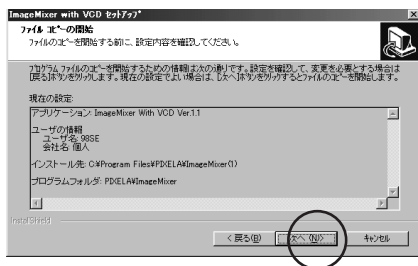 ImageMixer with VCD ｾｯﾄｱｯﾌﾟ
ファイル ｺﾋﾟｰの開始
ファイルのｺﾋﾟｰを開始する前に、設定内容を確認してください。
ﾌﾟﾛｸﾞﾗﾑ ファイルのｺﾋﾟｰを開始するための情報は次の通りです。設定を確認して、変更を必要とする場合は
[戻る]ﾎﾞﾀﾝをｸﾘｯｸします。現在の設定でよい場合は、[次へ]ﾎﾞﾀﾝをｸﾘｯｸするとファイルのｺﾋﾟｰを開始します。
現在の設定:
アプリケーション: ImageMixer With VCD Ver.1.1
ユーザの情報
ユーザ名: 98SE
会社名: 個人
インストール先: C:¥Program Files¥PIXELA¥ImageMixer(1)
プログラムフォルダ: PIXELA¥ImageMixer
InstallShield
< 戻る(B)
次へ (N)>
ｷｬﾝｾﾙ